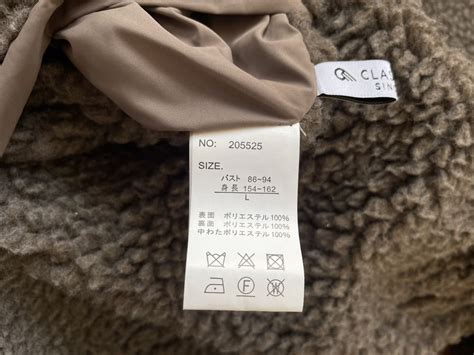 CLAS
SIN
NO: 205525
SIZE.
バスト 86~94
身長 154~162
L
表面 ポリエステル100%
裏面 ポリエステル100%
中わた ポリエステル100%
F
W